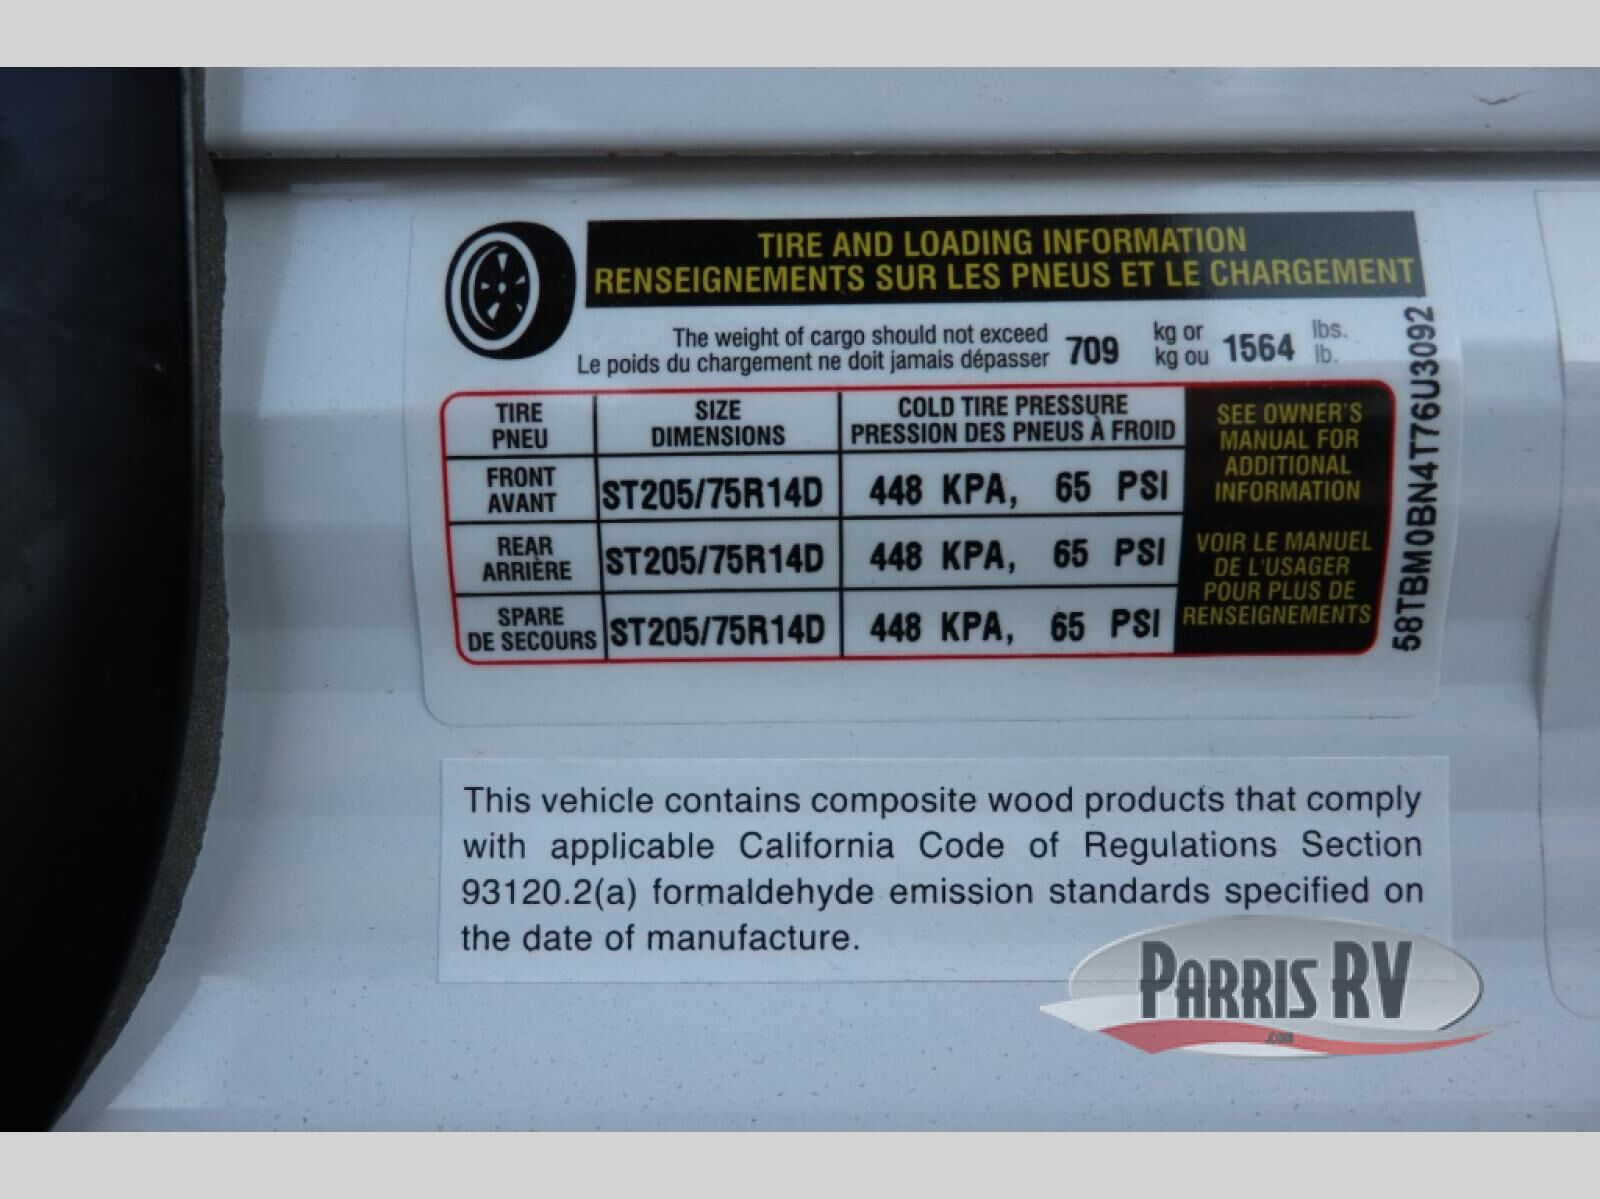 TIRE AND LOADING INFORMATION
RENSEIGNEMENTS SUR LES PNEUS ET LE CHARGEMENT
The weight of cargo should not exceed 709 kg or 1564 lbs.
Le poids du chargement ne doit jamais dépasser kg ou lb.
TIRE SIZE COLD TIRE PRESSURE
PNEU DIMENSIONS PRESSION DES PNEUS À FROID
FRONT
AVANT ST205/75R14D 448 KPA, 65 PSI
REAR
ARRIÈRE ST205/75R14D 448 KPA, 65 PSI
SPARE
DE SECOURS ST205/75R14D 448 KPA, 65 PSI
SEE OWNER'S
MANUAL FOR
ADDITIONAL
INFORMATION
VOIR LE MANUEL
DE L'USAGER
POUR PLUS DE
RENSEIGNEMENTS
58TBM0BN4T76U3092
This vehicle contains composite wood products that comply
with applicable California Code of Regulations Section
93120.2(a) formaldehyde emission standards specified on
the date of manufacture.
PARRIS RV
.COM